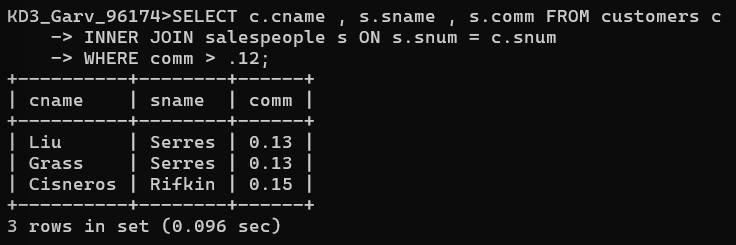 KD3_Garv_96174>SELECT c.cname , s.sname , s.comm FROM customers c
    -> INNER JOIN salespeople s ON s.snum = c.snum
    -> WHERE comm > .12;
+----------+--------+------+
| cname    | sname  | comm |
+----------+--------+------+
| Liu      | Serres | 0.13 |
| Grass    | Serres | 0.13 |
| Cisneros | Rifkin | 0.15 |
+----------+--------+------+
3 rows in set (0.096 sec)